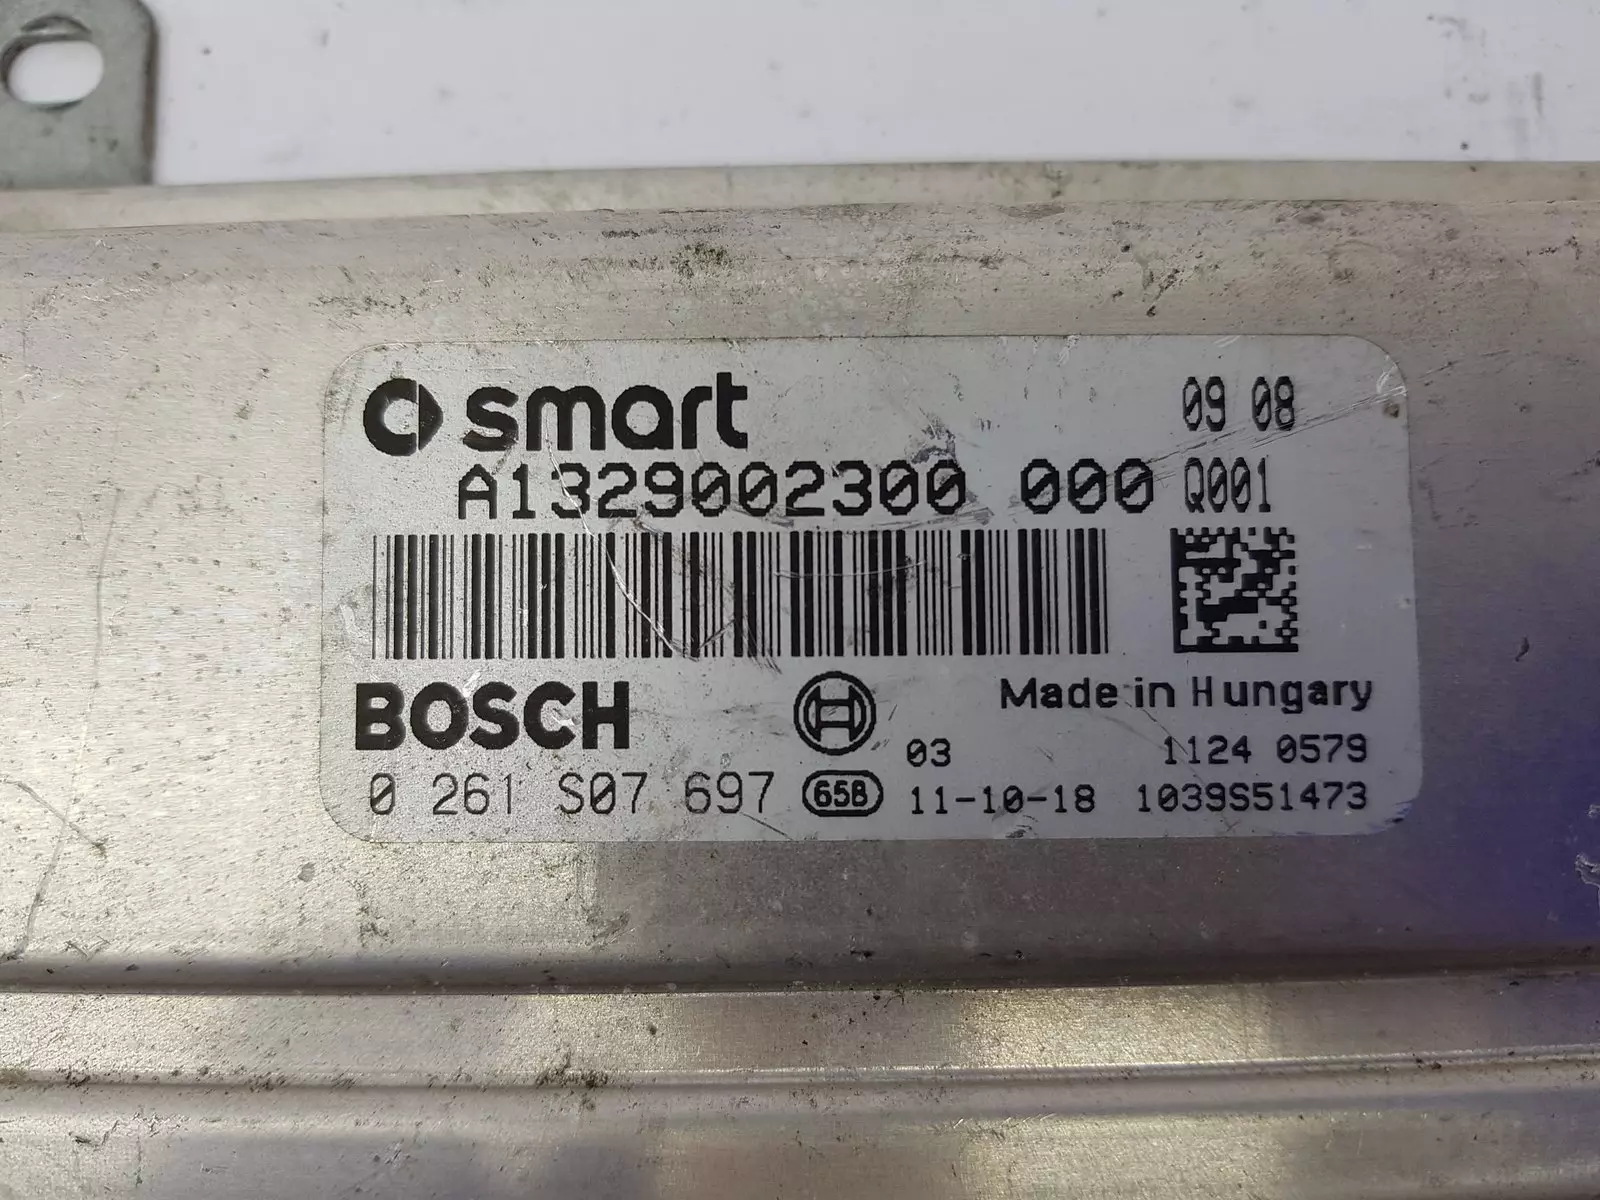 smart 09 08
A1329002300 000 Q001
BOSCH Made in Hungary
03 1124 0579
0 261 S07 697 65B 11-10-18 1039S51473